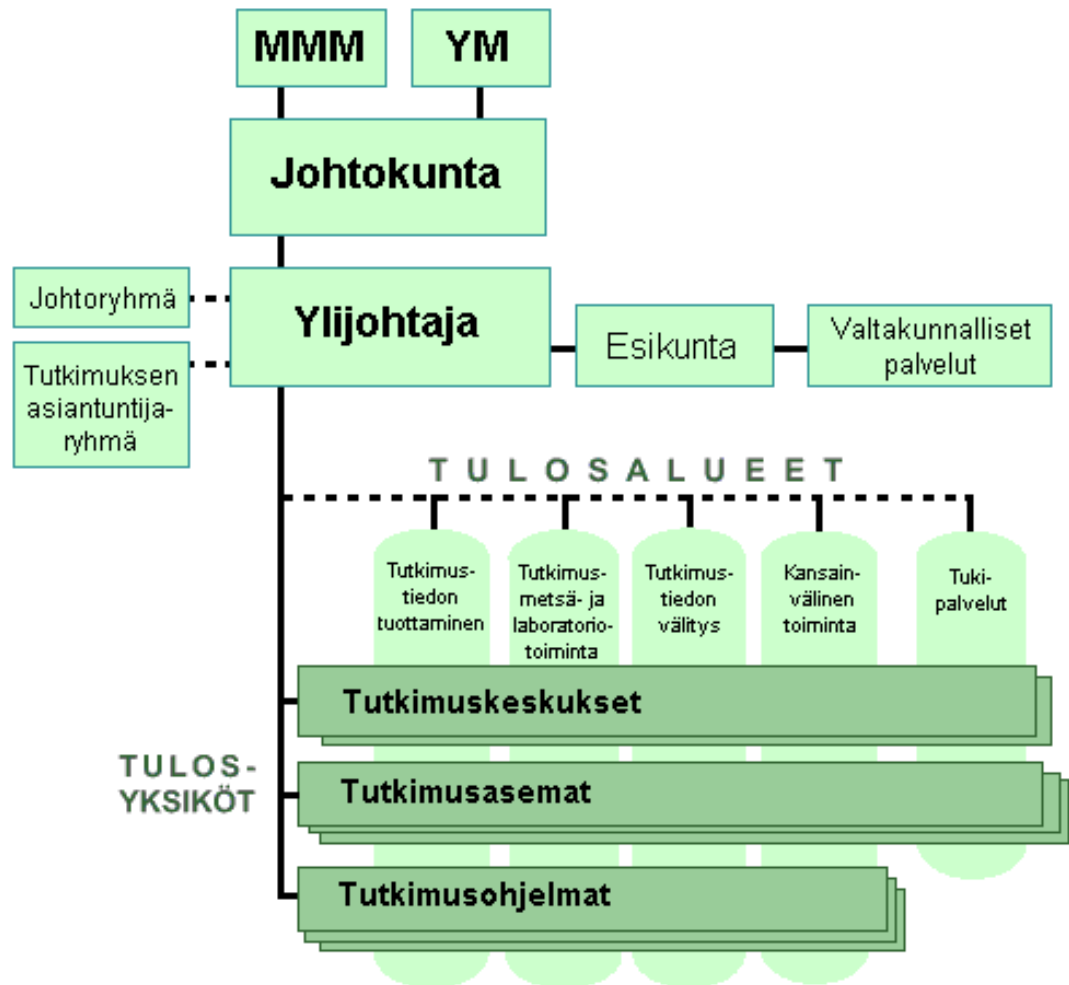 MMM
YM
Johtokunta
Johtoryhmä
Ylijohtaja
Esikunta
Valtakunnalliset
palvelut
Tutkimuksen
asiantuntija-
ryhmä
TULOSALUEET
Tutkimus-
tiedon
tuottaminen
Tutkimus-
metsä- ja
laboratorio-
toiminta
Tutkimus-
tiedon
välitys
Kansain-
välinen
toiminta
Tuki-
palvelut
TULOS-
YKSIKÖT
Tutkimuskeskukset
Tutkimusasemat
Tutkimusohjelmat